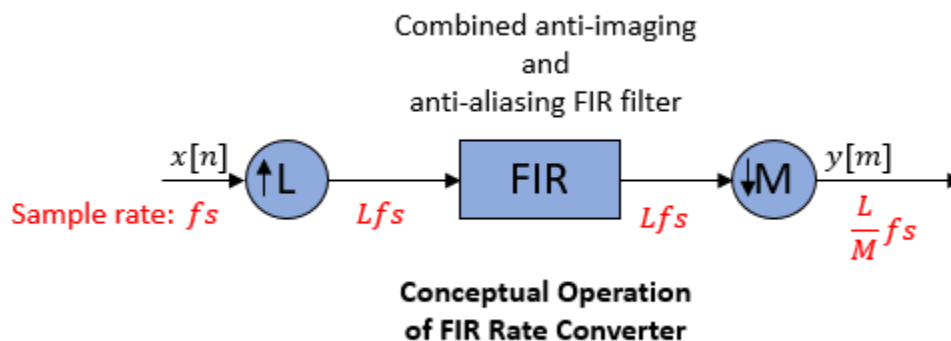 Combined anti-imaging
and
anti-aliasing FIR filter
x[n]
↑L
FIR
↓M
y[m]
Sample rate: fs
Lfs
Lfs
L/M fs
Conceptual Operation
of FIR Rate Converter